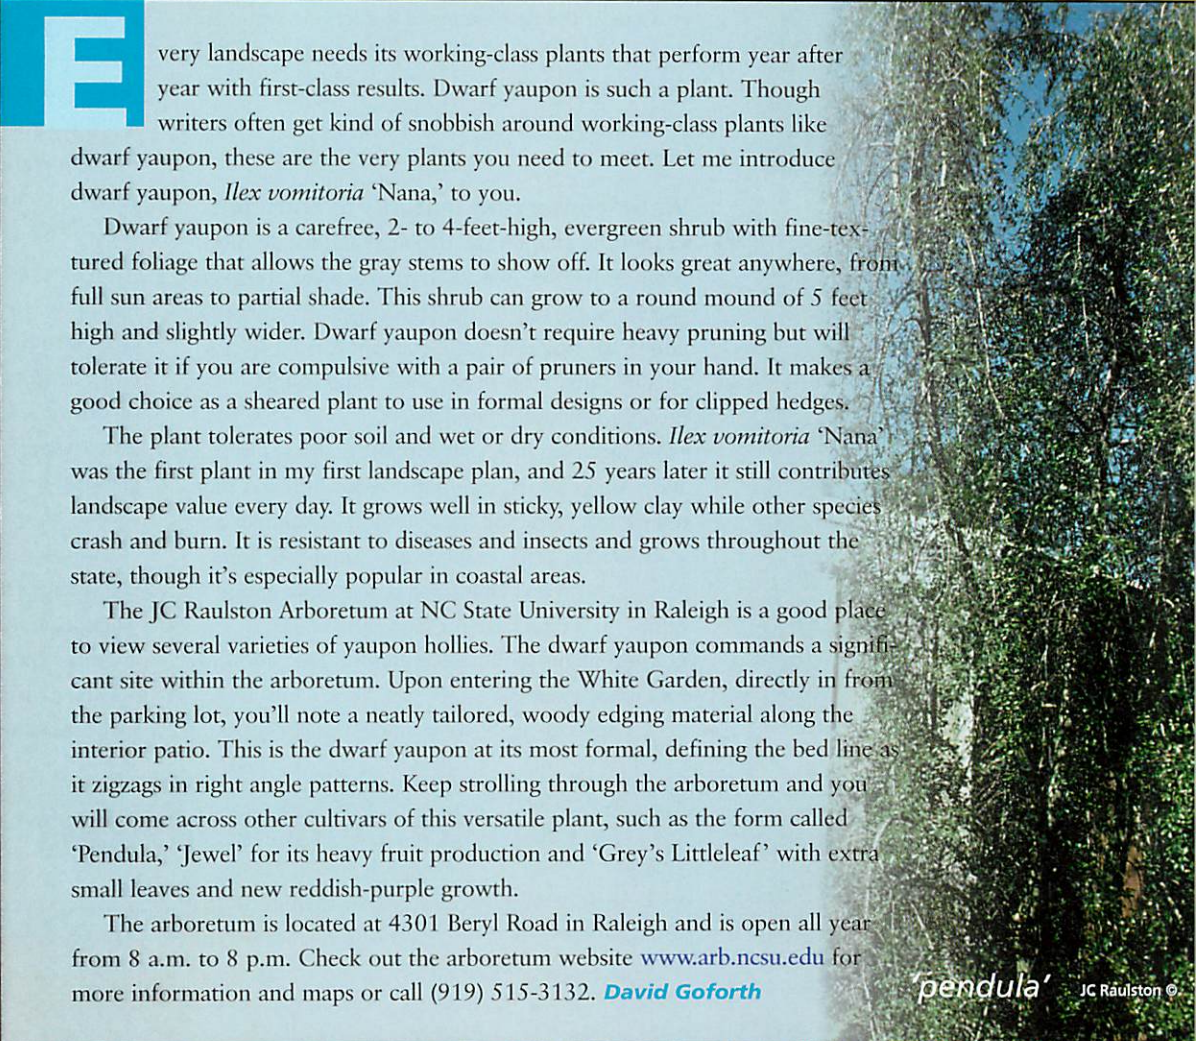 Every landscape needs its working-class plants that perform year after
year with first-class results. Dwarf yaupon is such a plant. Though
writers often get kind of snobbish around working-class plants like
dwarf yaupon, these are the very plants you need to meet. Let me introduce
dwarf yaupon, Ilex vomitoria ‘Nana,’ to you.
Dwarf yaupon is a carefree, 2- to 4-feet-high, evergreen shrub with fine-tex-
tured foliage that allows the gray stems to show off. It looks great anywhere, from
full sun areas to partial shade. This shrub can grow to a round mound of 5 feet
high and slightly wider. Dwarf yaupon doesn’t require heavy pruning but will
tolerate it if you are compulsive with a pair of pruners in your hand. It makes a
good choice as a sheared plant to use in formal designs or for clipped hedges.
The plant tolerates poor soil and wet or dry conditions. Ilex vomitoria ‘Nana’
was the first plant in my first landscape plan, and 25 years later it still contributes
landscape value every day. It grows well in sticky, yellow clay while other species
crash and burn. It is resistant to diseases and insects and grows throughout the
state, though it’s especially popular in coastal areas.
The JC Raulston Arboretum at NC State University in Raleigh is a good place
to view several varieties of yaupon hollies. The dwarf yaupon commands a signifi-
cant site within the arboretum. Upon entering the White Garden, directly in from
the parking lot, you’ll note a neatly tailored, woody edging material along the
interior patio. This is the dwarf yaupon at its most formal, defining the bed line as
it zigzags in right angle patterns. Keep strolling through the arboretum and you
will come across other cultivars of this versatile plant, such as the form called
‘Pendula,’ ‘Jewel’ for its heavy fruit production and ‘Grey’s Littleleaf’ with extra
small leaves and new reddish-purple growth.
The arboretum is located at 4301 Beryl Road in Raleigh and is open all year
from 8 a.m. to 8 p.m. Check out the arboretum website www.arb.ncsu.edu for
more information and maps or call (919) 515-3132. David Goforth
‘pendula’ JC Raulston ©